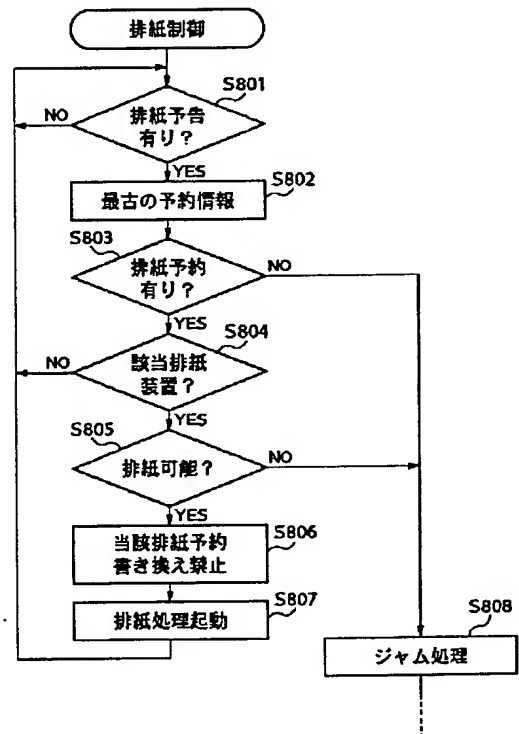 排紙制御
S801
排紙予告
有り？
NO
YES
S802
最古の予約情報
S803
排紙予約
有り？
NO
YES
S804
該当排紙
装置？
NO
YES
S805
排紙可能？
NO
YES
S806
当該排紙予約
書き換え禁止
S807
排紙処理起動
S808
ジャム処理